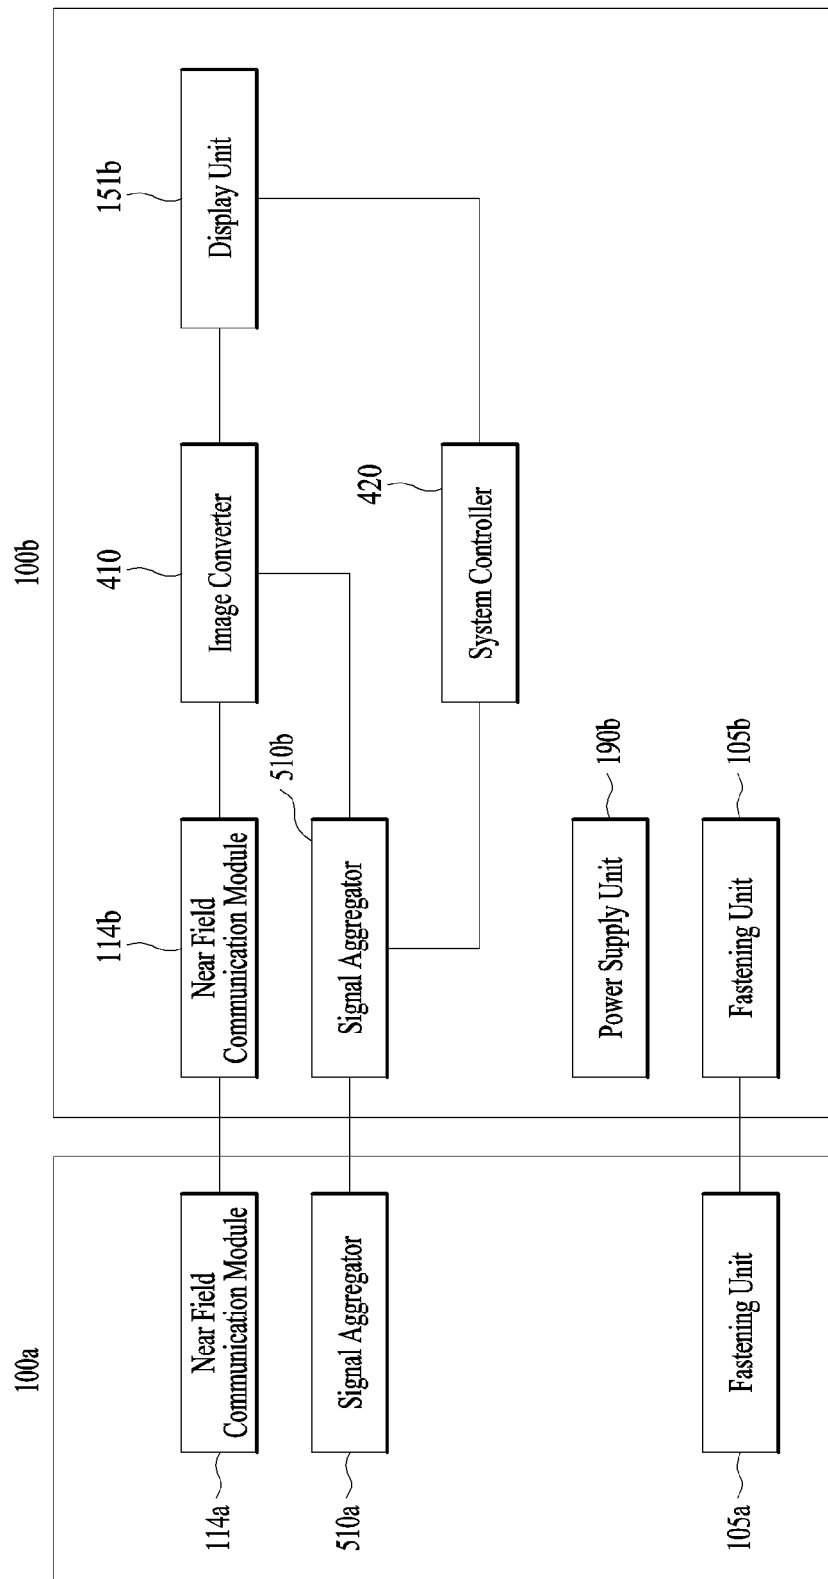 100a
100b
114a
Near Field
Communication Module
114b
Near Field
Communication Module
410
Image Converter
151b
Display Unit
510a
Signal Aggregator
510b
Signal Aggregator
420
System Controller
190b
Power Supply Unit
105a
Fastening Unit
105b
Fastening Unit